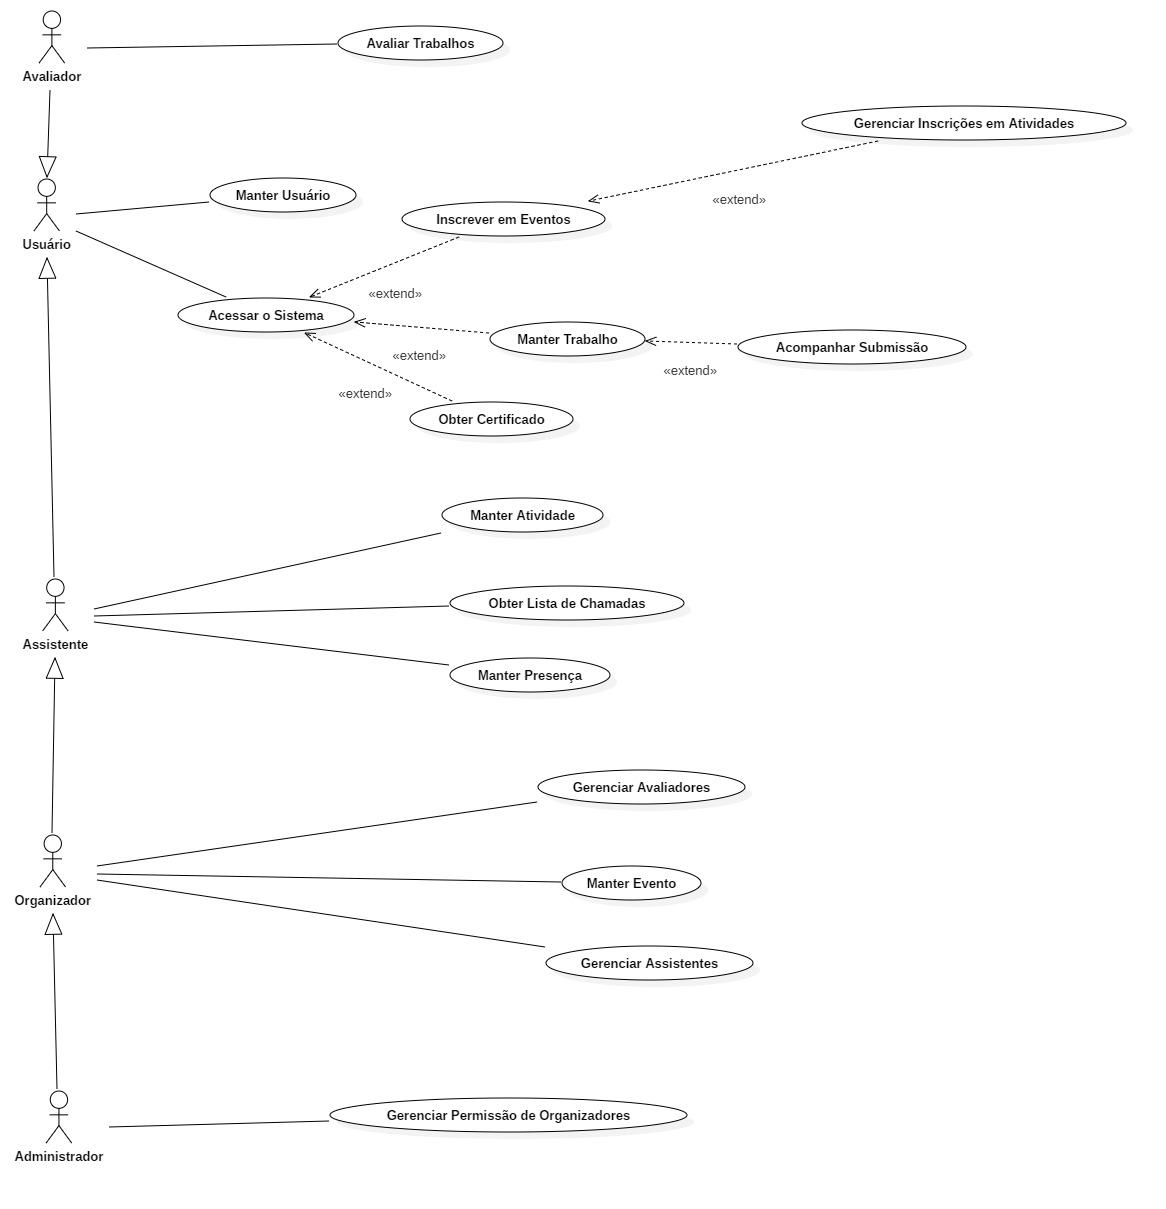 Avaliador
Avaliar Trabalhos
Gerenciar Inscrições em Atividades
«extend»
Manter Usuário
Inscrever em Eventos
Usuário
«extend»
Acessar o Sistema
Manter Trabalho
Acompanhar Submissão
«extend»
«extend»
«extend»
Obter Certificado
Manter Atividade
Obter Lista de Chamadas
Assistente
Manter Presença
Gerenciar Avaliadores
Manter Evento
Organizador
Gerenciar Assistentes
Gerenciar Permissão de Organizadores
Administrador